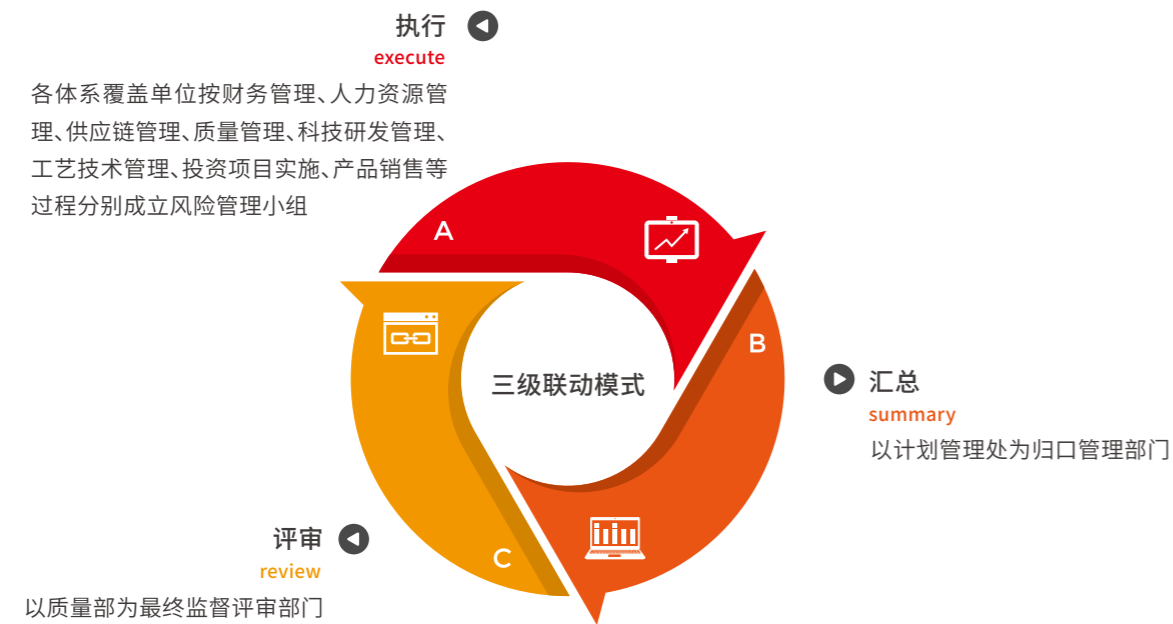 执行
execute
各体系覆盖单位按财务管理、人力资源管
理、供应链管理、质量管理、科技研发管理、
工艺技术管理、投资项目实施、产品销售等
过程分别成立风险管理小组
A
B
三级联动模式
汇总
summary
以计划管理处为归口管理部门
评审
review
以质量部为最终监督评审部门
C